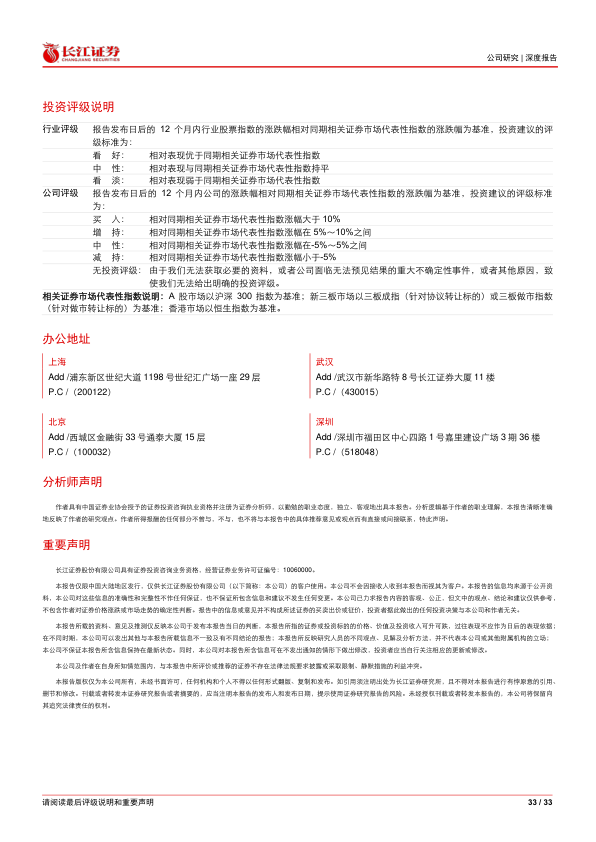 长江证券
CHANGJIANG SECURITIES
公司研究 | 深度报告
投资评级说明
行业评级 报告发布日后的 12 个月内行业股票指数的涨跌幅相对同期相关证券市场代表性指数的涨跌幅为基准，投资建议的评
级标准为：
看 好： 相对表现优于同期相关证券市场代表性指数
中 性： 相对表现与同期相关证券市场代表性指数持平
看 淡： 相对表现弱于同期相关证券市场代表性指数
公司评级 报告发布日后的 12 个月内公司的涨跌幅相对同期相关证券市场代表性指数的涨跌幅为基准，投资建议的评级标准
为：
买 入： 相对同期相关证券市场代表性指数涨幅大于 10%
增 持： 相对同期相关证券市场代表性指数涨幅在 5%～10%之间
中 性： 相对同期相关证券市场代表性指数涨幅在-5%～5%之间
减 持： 相对同期相关证券市场代表性指数涨幅小于-5%
无投资评级： 由于我们无法获取必要的资料，或者公司面临无法预见结果的重大不确定性事件，或者其他原因，致
使我们无法给出明确的投资评级。
相关证券市场代表性指数说明：A 股市场以沪深 300 指数为基准；新三板市场以三板成指（针对协议转让标的）或三板做市指数
（针对做市转让标的）为基准；香港市场以恒生指数为基准。
办公地址
上海
Add /浦东新区世纪大道 1198 号世纪汇广场一座 29 层
P.C /（200122）
武汉
Add /武汉市新华路特 8 号长江证券大厦 11 楼
P.C /（430015）
北京
Add /西城区金融街 33 号通泰大厦 15 层
P.C /（100032）
深圳
Add /深圳市福田区中心四路 1 号嘉里建设广场 3 期 36 楼
P.C /（518048）
分析师声明
作者具有中国证券业协会授予的证券投资咨询执业资格并注册为证券分析师，以勤勉的职业态度，独立、客观地出具本报告。分析逻辑基于作者的职业理解，本报告清晰准确
地反映了作者的研究观点。作者所得报酬的任何部分不曾与，不与，也不将与本报告中的具体推荐意见或观点而有直接或间接联系，特此声明。
重要声明
长江证券股份有限公司具有证券投资咨询业务资格，经营证券业务许可证编号：10060000。
本报告仅限中国大陆地区发行，仅供长江证券股份有限公司（以下简称：本公司）的客户使用。本公司不会因接收人收到本报告而视其为客户。本报告的信息均来源于公开资
料，本公司对这些信息的准确性和完整性不作任何保证，也不保证所包含信息和建议不发生任何变更。本公司已力求报告内容的客观、公正，但文中的观点、结论和建议仅供参考，
不包含作者对证券价格涨跌或市场走势的确定性判断。报告中的信息或意见并不构成所述证券的买卖出价或征价，投资者据此做出的任何投资决策与本公司和作者无关。
本报告所载的资料、意见及推测仅反映本公司于发布本报告当日的判断，本报告所指的证券或投资标的的价格、价值及投资收入可升可跌，过往表现不应作为日后的表现依据；
在不同时期，本公司可以发出其他与本报告所载信息不一致及有不同结论的报告；本报告所反映研究人员的不同观点、见解及分析方法，并不代表本公司或其他附属机构的立场；
本公司不保证本报告所含信息保持在最新状态。同时，本公司对本报告所含信息可在不发出通知的情形下做出修改，投资者应当自行关注相应的更新或修改。
本公司及作者在自身所知情范围内，与本报告中所评价或推荐的证券不存在法律法规要求披露或采取限制、静默措施的利益冲突。
本报告版权仅为本公司所有，未经书面许可，任何机构和个人不得以任何形式翻版、复制和发布。如引用须注明出处为长江证券研究所，且不得对本报告进行有悖原意的引用、
删节和修改。刊载或者转发本证券研究报告或者摘要的，应当注明本报告的发布人和发布日期，提示使用证券研究报告的风险。未经授权刊载或者转发本报告的，本公司将保留向
其追究法律责任的权利。
请阅读最后评级说明和重要声明
33 / 33